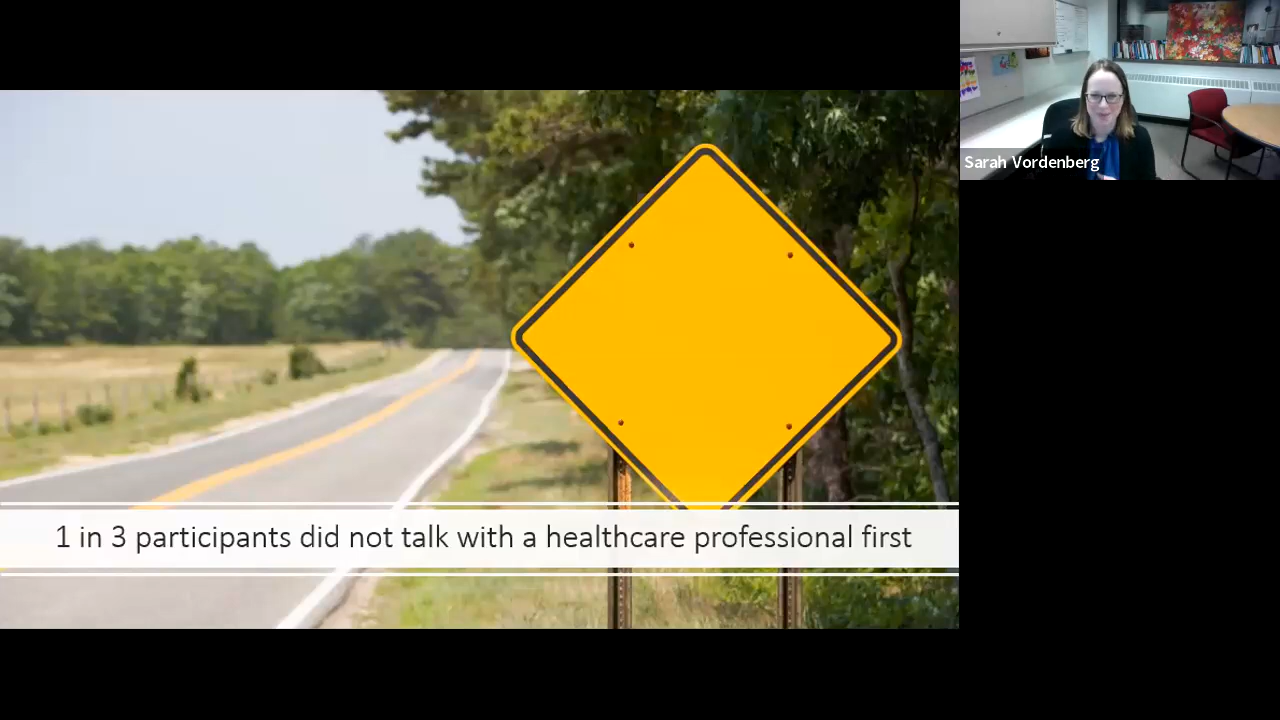 Sarah Vordenberg
1 in 3 participants did not talk with a healthcare professional first